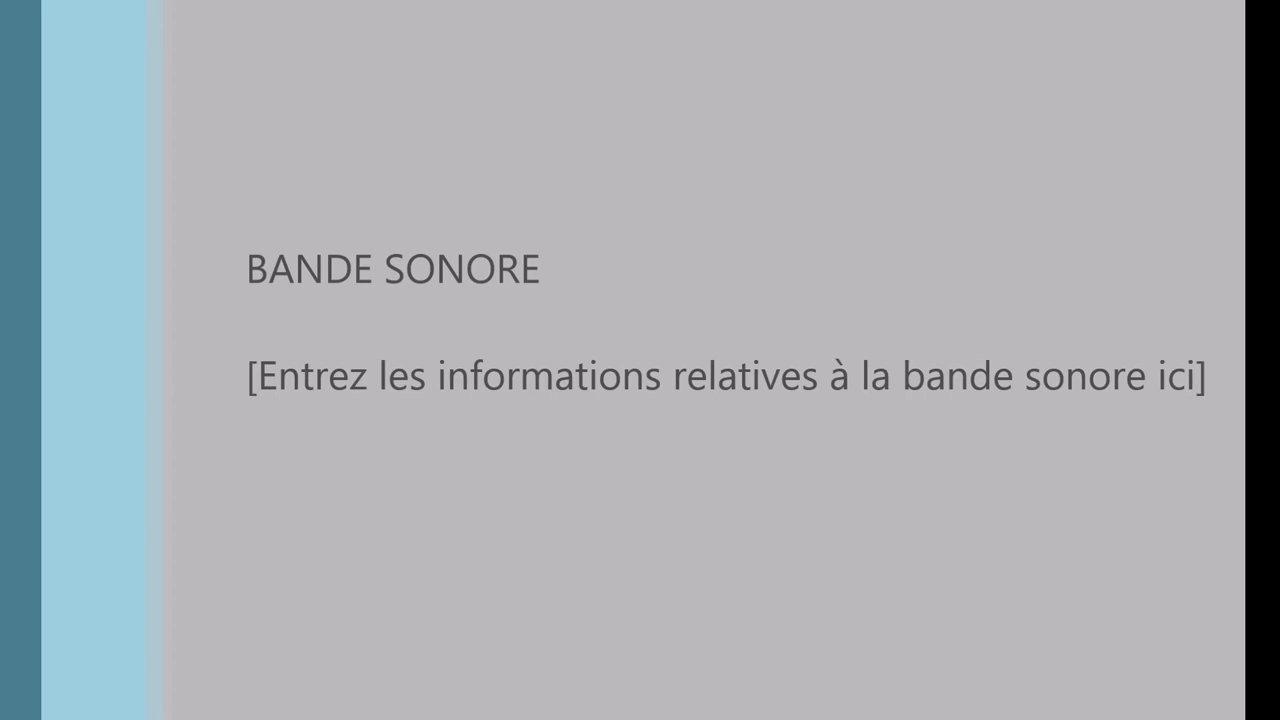 BANDE SONORE
[Entrez les informations relatives à la bande sonore ici]